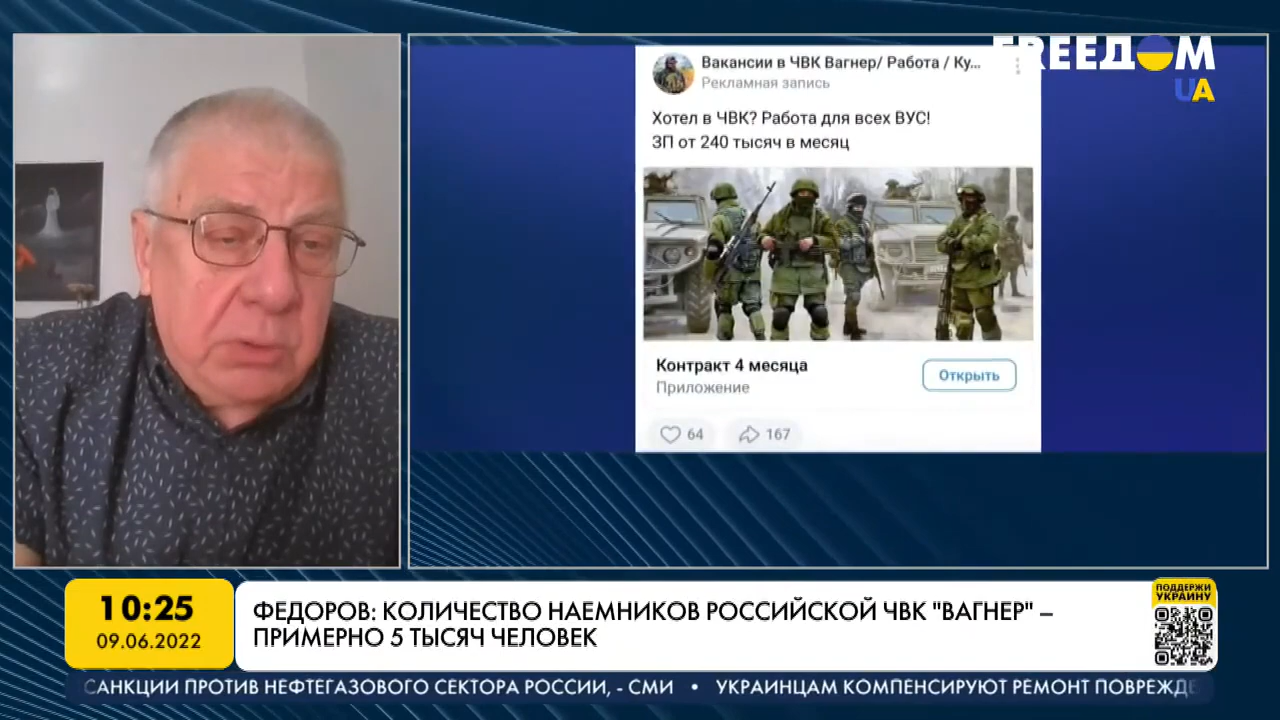 FREEDOM
UA
Вакансии в ЧВК Вагнер/ Работа / Ку...
Рекламная запись
Хотел в ЧВК? Работа для всех ВУС!
ЗП от 240 тысяч в месяц
Контракт 4 месяца
Приложение
Открыть
64
167
10:25
09.06.2022
ФЕДОРОВ: КОЛИЧЕСТВО НАЕМНИКОВ РОССИЙСКОЙ ЧВК "ВАГНЕР" –
ПРИМЕРНО 5 ТЫСЯЧ ЧЕЛОВЕК
ПОДДЕРЖИ
УКРАИНУ
САНКЦИИ ПРОТИВ НЕФТЕГАЗОВОГО СЕКТОРА РОССИИ, - СМИ • УКРАИНЦАМ КОМПЕНСИРУЮТ РЕМОНТ ПОВРЕЖДЕ